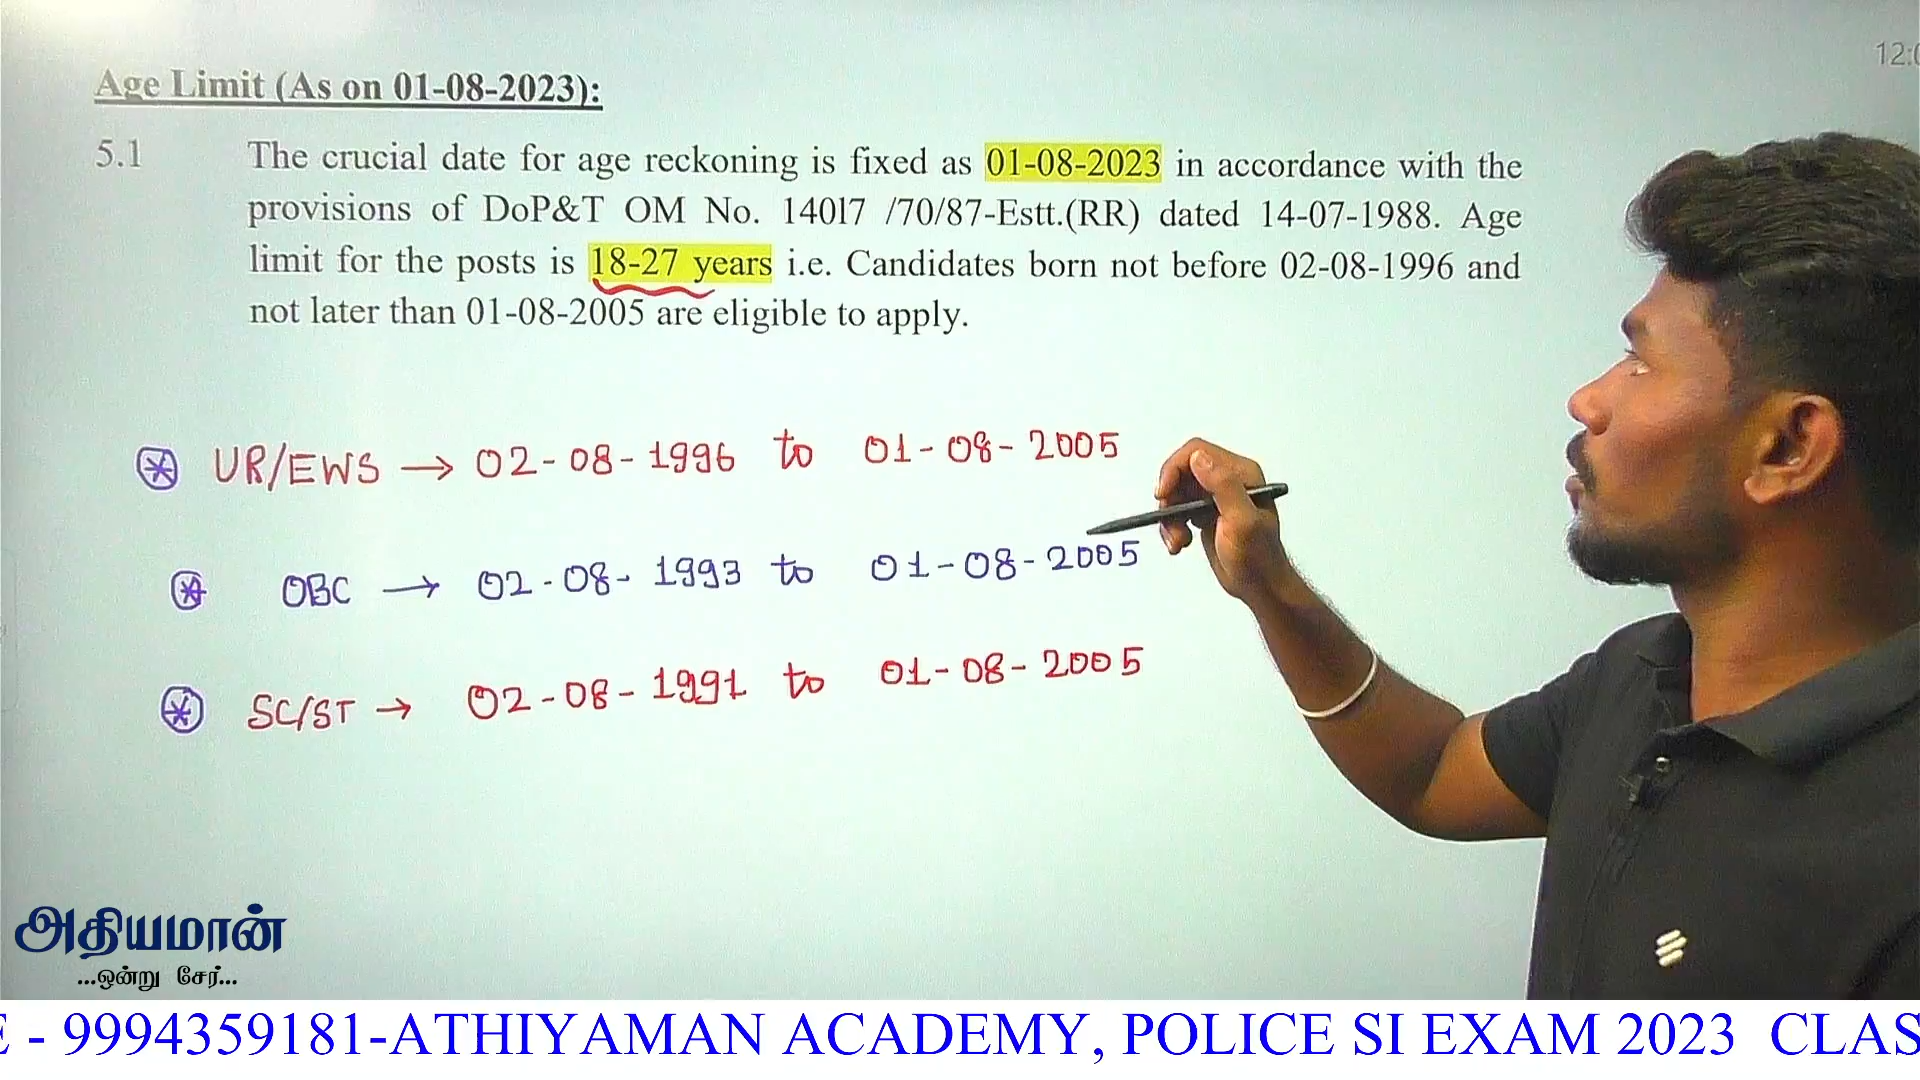 12:0
Age Limit (As on 01-08-2023):
5.1 The crucial date for age reckoning is fixed as 01-08-2023 in accordance with the
provisions of DoP&T OM No. 14017 /70/87-Estt.(RR) dated 14-07-1988. Age
limit for the posts is 18-27 years i.e. Candidates born not before 02-08-1996 and
not later than 01-08-2005 are eligible to apply.
UR/EWS → 02-08-1996 to 01-08-2005
OBC → 02-08-1993 to 01-08-2005
SC/ST → 02-08-1991 to 01-08-2005
அதியமான்
...ஒன்று சேர்...
E - 9994359181-ATHIYAMAN ACADEMY, POLICE SI EXAM 2023 CLAS